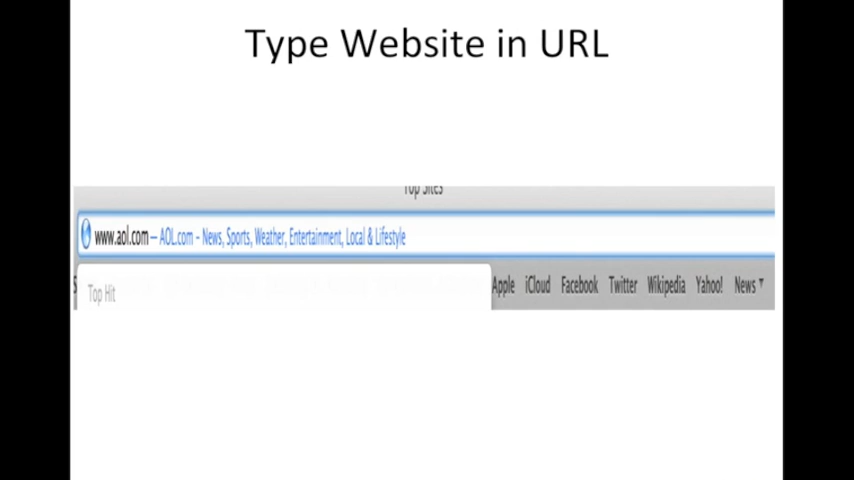 Type Website in URL
Top Sites
www.aol.com — AOL.com - News, Sports, Weather, Entertainment, Local & Lifestyle
Apple iCloud Facebook Twitter Wikipedia Yahoo! News
Top Hit